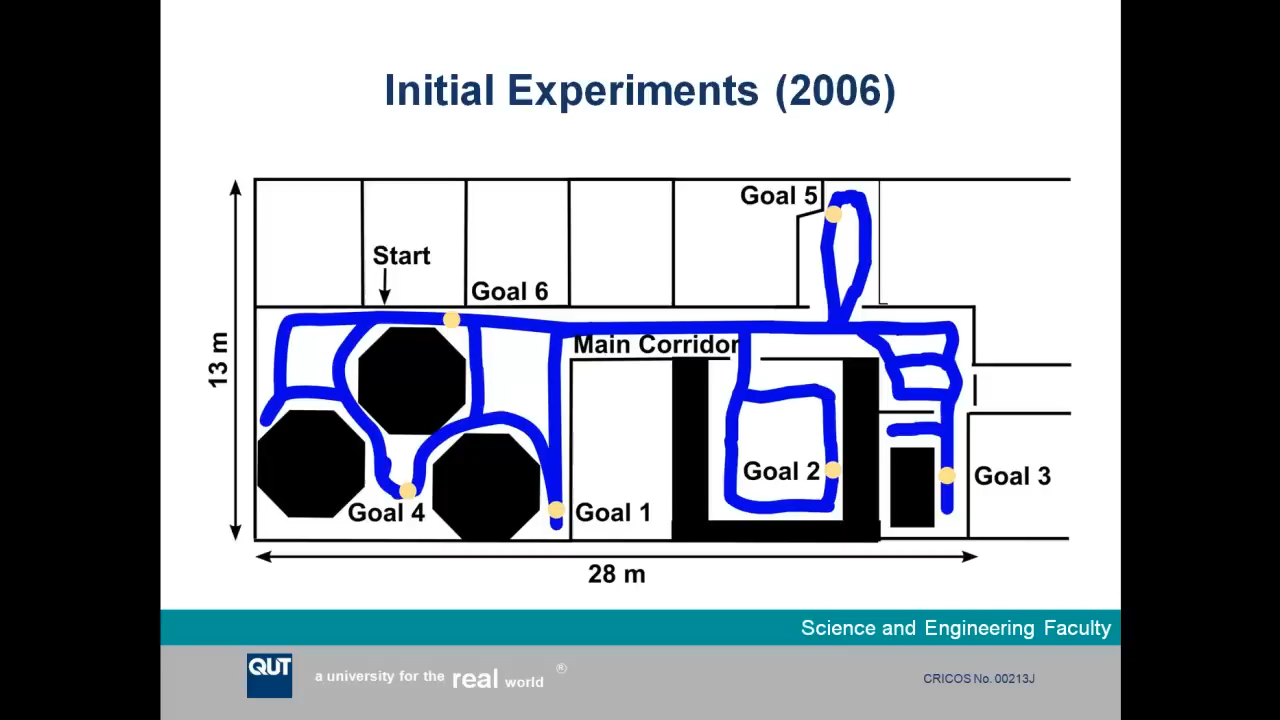 Initial Experiments (2006)
Goal 5
Start
Goal 6
Main Corridor
13 m
Goal 2
Goal 3
Goal 4
Goal 1
28 m
Science and Engineering Faculty
QUT
a university for the real world ®
CRICOS No. 00213J